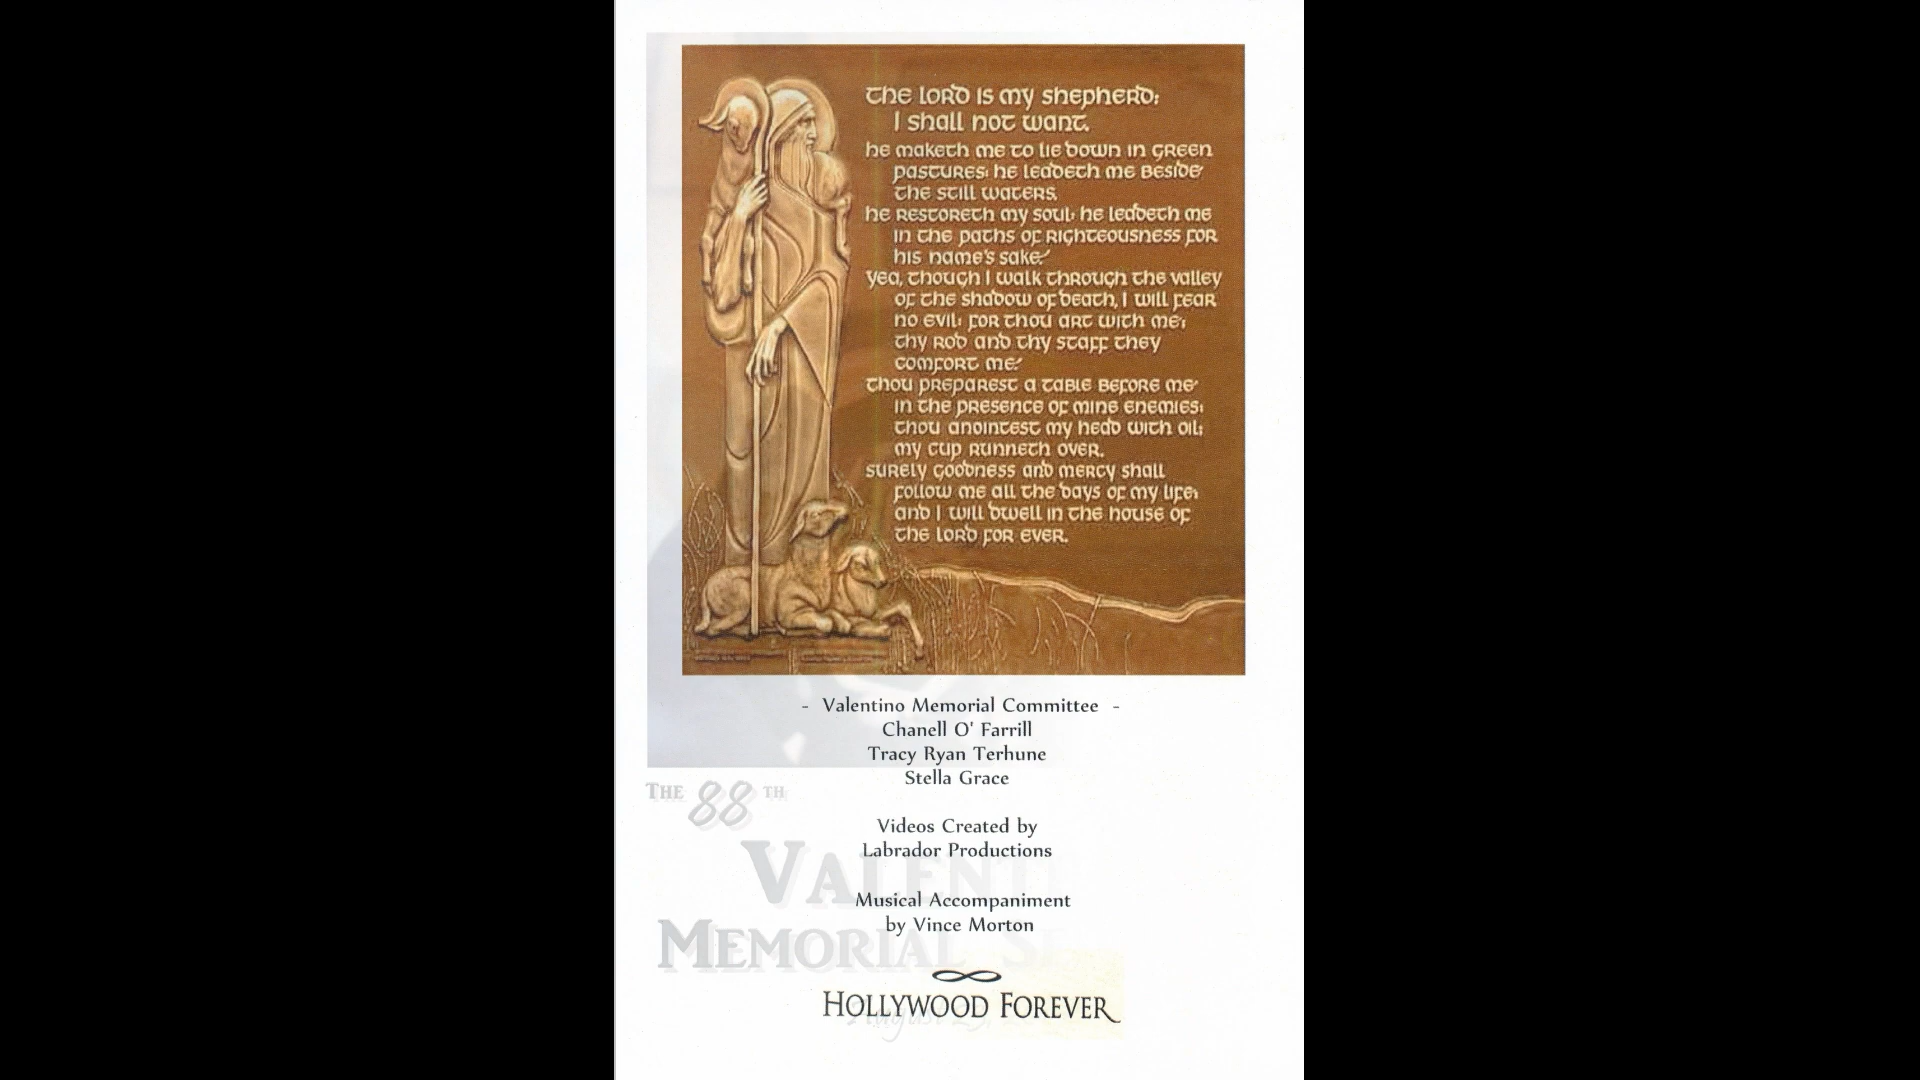 The LORD is my shepherd;
I shall not want.
he maketh me to lie down in green
pastures: he leadeth me beside
the still waters.
he restoreth my soul: he leadeth me
in the paths of righteousness for
his name's sake.
yea, though I walk through the valley
of the shadow of death, I will fear
no evil: for thou art with me;
thy rod and thy staff they
comfort me.
thou preparest a table before me
in the presence of mine enemies:
thou anointest my head with oil;
my cup runneth over.
surely goodness and mercy shall
follow me all the days of my life:
and I will dwell in the house of
the LORD for ever.
- Valentino Memorial Committee -
Chanell O' Farrill
Tracy Ryan Terhune
Stella Grace
THE 88 TH
Videos Created by
Labrador Productions
VALENTI
Musical Accompaniment
by Vince Morton
MEMORIAL SE
HOLLYWOOD FOREVER
August 23,